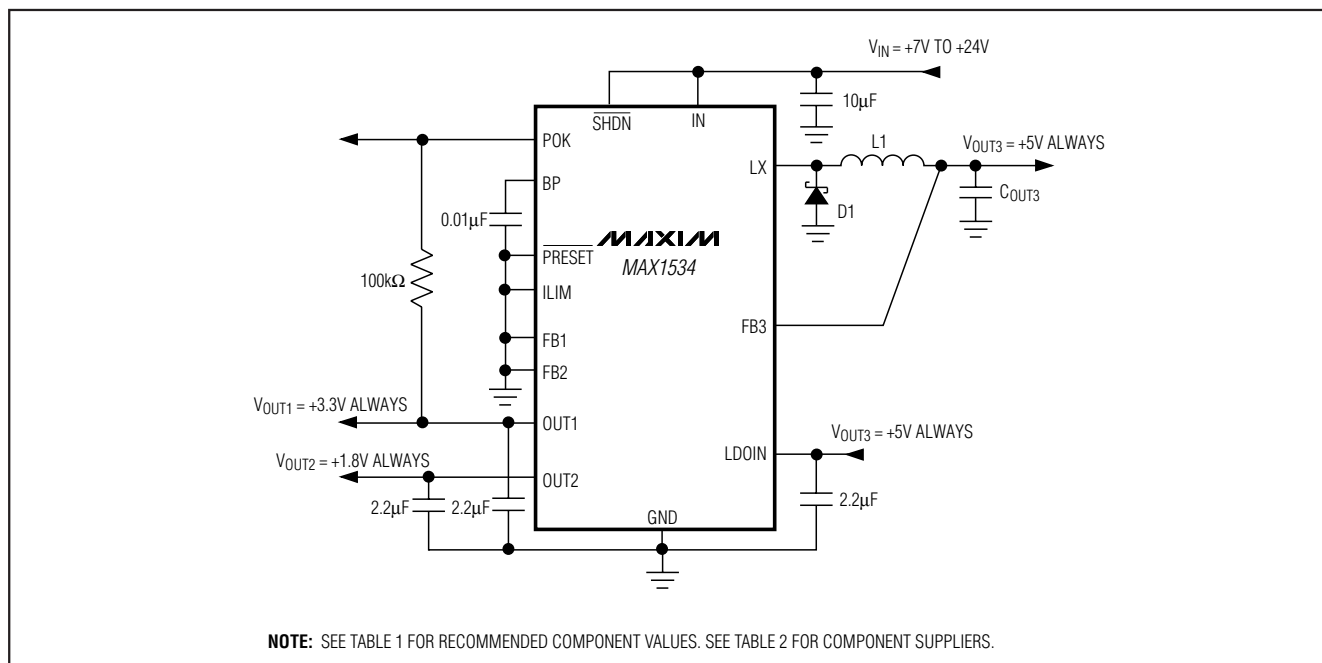 V_IN = +7V TO +24V
10µF
SHDN
IN
POK
BP
0.01µF
PRESET
ILIM
FB1
FB2
100kΩ
MAXIM
MAX1534
LX
L1
D1
V_OUT3 = +5V ALWAYS
C_OUT3
FB3
V_OUT1 = +3.3V ALWAYS
OUT1
V_OUT2 = +1.8V ALWAYS
OUT2
2.2µF
2.2µF
GND
LDOIN
V_OUT3 = +5V ALWAYS
2.2µF
NOTE: SEE TABLE 1 FOR RECOMMENDED COMPONENT VALUES. SEE TABLE 2 FOR COMPONENT SUPPLIERS.